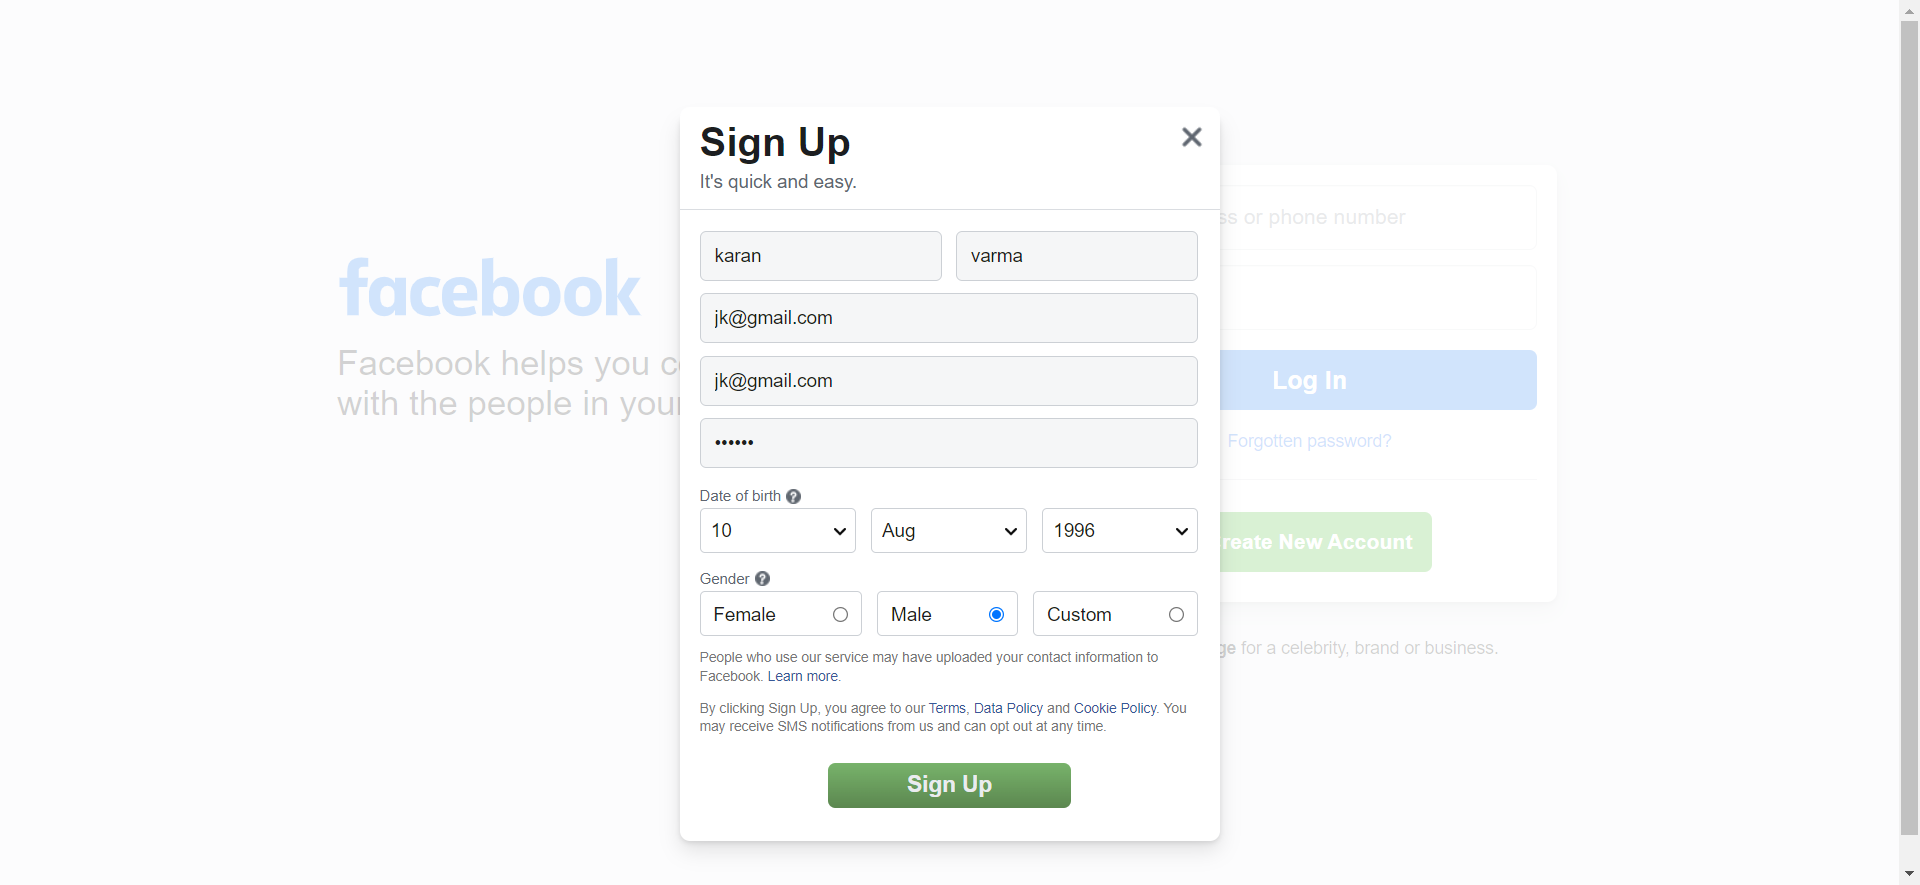 Sign Up
It's quick and easy.
karan
varma
jk@gmail.com
jk@gmail.com
••••••
Date of birth
10
Aug
1996
Gender
Female
Male
Custom
People who use our service may have uploaded your contact information to
Facebook. Learn more.
By clicking Sign Up, you agree to our Terms, Data Policy and Cookie Policy. You
may receive SMS notifications from us and can opt out at any time.
Sign Up
facebook
Facebook helps you
with the people in your
or phone number
Log In
Forgotten password?
New Account
for a celebrity, brand or business.